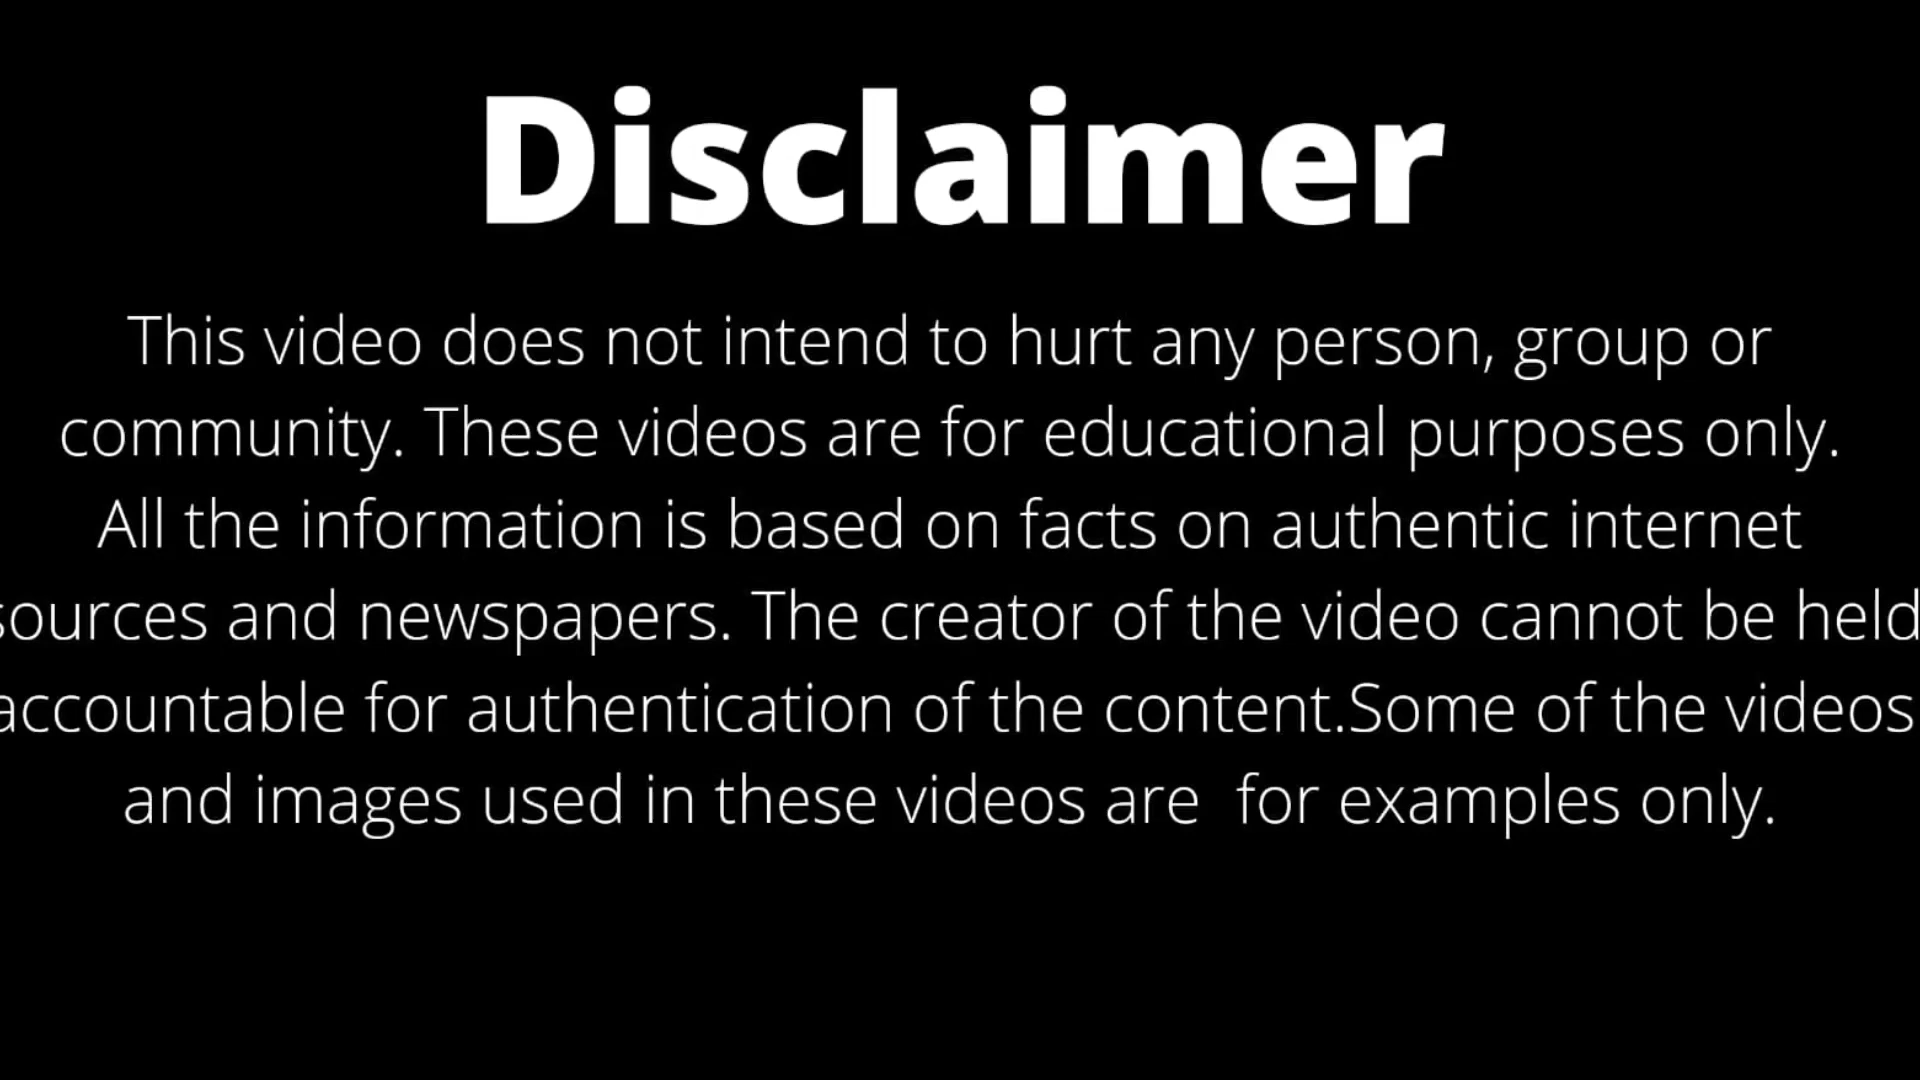 Disclaimer
This video does not intend to hurt any person, group or
community. These videos are for educational purposes only.
All the information is based on facts on authentic internet
sources and newspapers. The creator of the video cannot be held
accountable for authentication of the content.Some of the videos
and images used in these videos are  for examples only.